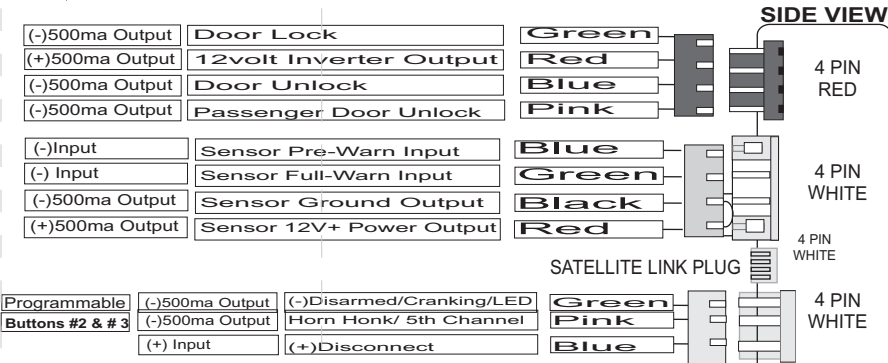 SIDE VIEW
(-)500ma Output Door Lock Green
(+)500ma Output 12volt Inverter Output Red
(-)500ma Output Door Unlock Blue
(-)500ma Output Passenger Door Unlock Pink
4 PIN
RED
(-)Input Sensor Pre-Warn Input Blue
(-) Input Sensor Full-Warn Input Green
(-)500ma Output Sensor Ground Output Black
(+)500ma Output Sensor 12V+ Power Output Red
4 PIN
WHITE
4 PIN
WHITE
SATELLITE LINK PLUG
Programmable (-)500ma Output (-)Disarmed/Cranking/LED Green
Buttons #2 & # 3 (-)500ma Output Horn Honk/ 5th Channel Pink
(+) Input (+)Disconnect Blue
4 PIN
WHITE